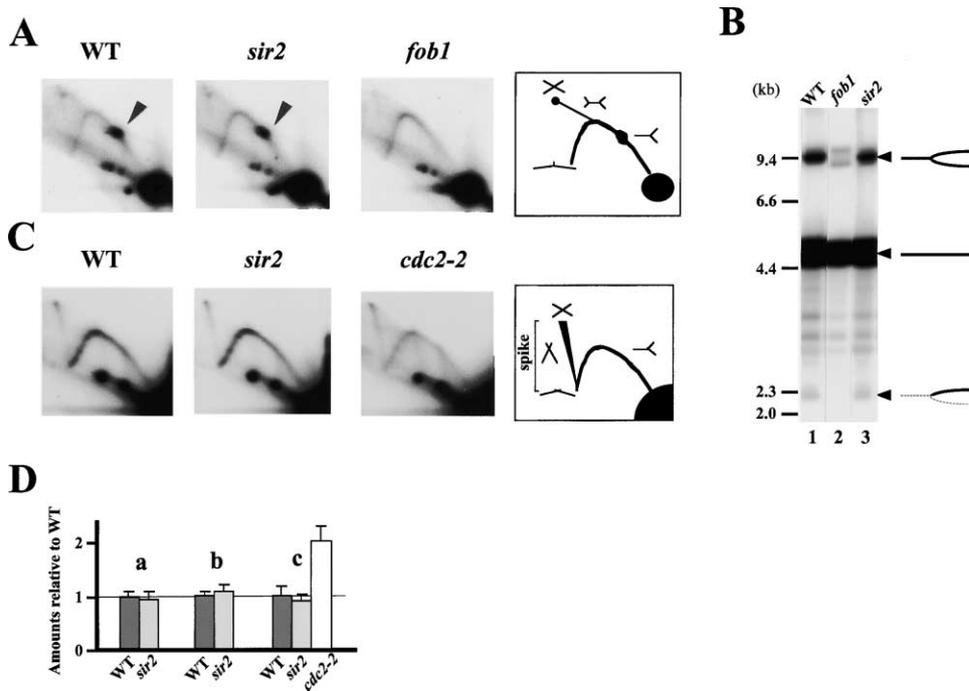 A
WT sir2 fob1
B
(kb)
WT fob1 sir2
9.4
6.6
4.4
2.3
2.0
1 2 3
C
WT sir2 cdc2-2
spike
D
Amounts relative to WT
2
1
0
a b c
WT sir2 WT sir2 WT sir2 cdc2-2